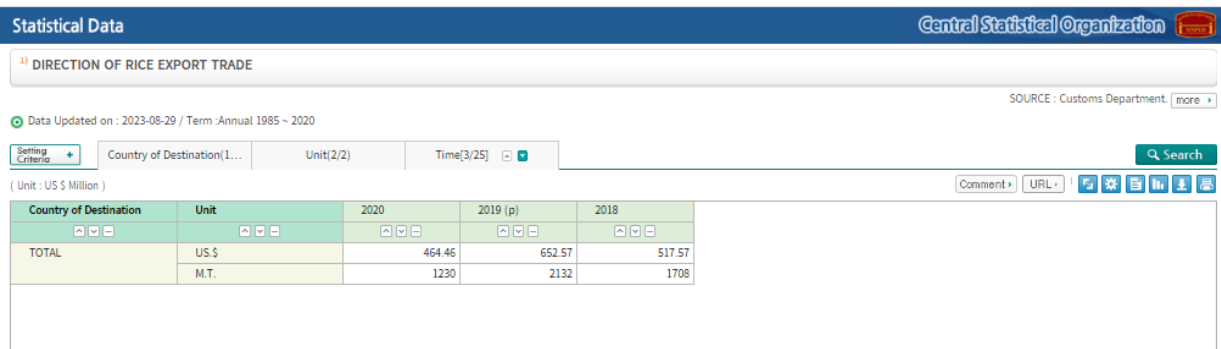 Statistical Data
Central Statistical Organization
1) DIRECTION OF RICE EXPORT TRADE
SOURCE : Customs Department. more
Data Updated on : 2023-08-29 / Term :Annual 1985 ~ 2020
Setting Criteria + Country of Destination(1... Unit(2/2) Time[3/25] Search
( Unit : US $ Million ) Comment URL
Country of Destination Unit 2020 2019 (p) 2018
TOTAL US.$ 464.46 652.57 517.57
M.T. 1230 2132 1708